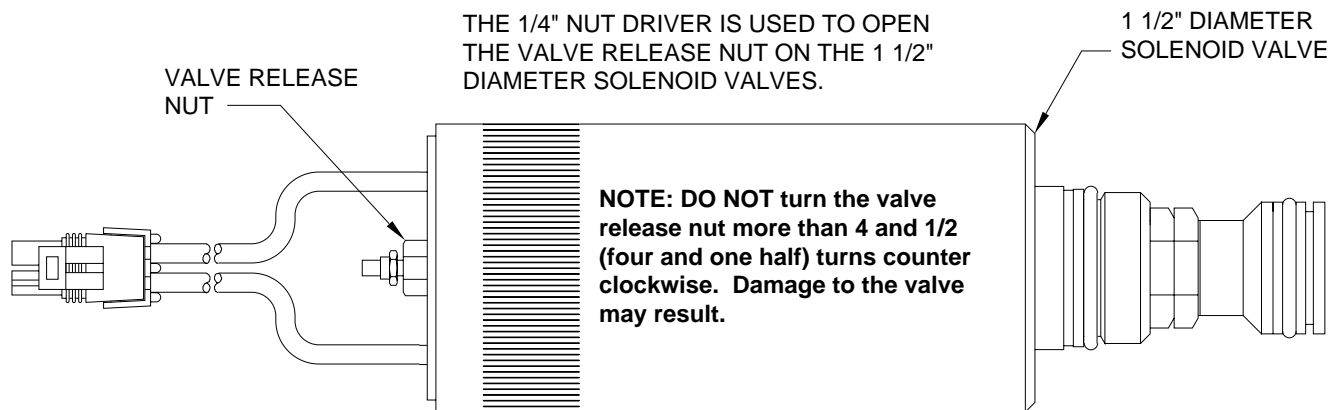 THE 1/4" NUT DRIVER IS USED TO OPEN
THE VALVE RELEASE NUT ON THE 1 1/2"
DIAMETER SOLENOID VALVES.
1 1/2" DIAMETER
SOLENOID VALVE
VALVE RELEASE
NUT
NOTE: DO NOT turn the valve
release nut more than 4 and 1/2
(four and one half) turns counter
clockwise.  Damage to the valve
may result.